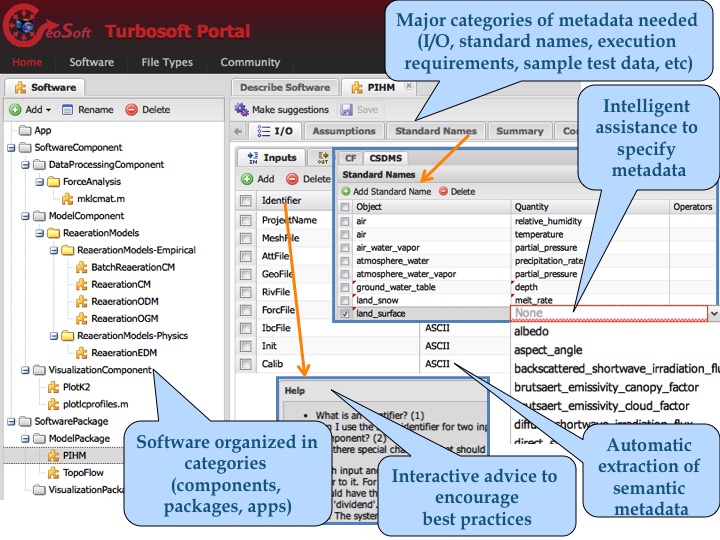 GeoSoft Turbosoft Portal
Home Software File Types Community
Major categories of metadata needed
(I/O, standard names, execution
requirements, sample test data, etc)
Software
Add Rename Delete
App
SoftwareComponent
DataProcessingComponent
ForceAnalysis
mklcmat.m
ModelComponent
ReaerationModels
ReaerationModels-Empirical
BatchReaerationCM
ReaerationCM
ReaerationODM
ReaerationOGM
ReaerationModels-Physics
ReaerationEDM
VisualizationComponent
PlotK2
plotlcprofiles.m
SoftwarePackage
ModelPackage
PIHM
TopoFlow
VisualizationPacka
Describe Software PIHM
Make suggestions Save
I/O Assumptions Standard Names Summary Co
Inputs OUT
Add Delete
Identifier
ProjectName
MeshFile
AttFile
GeoFile
RivFile
ForcFile
IbcFile ASCII
Init ASCII
Calib ASCII
CF CSDMS
Standard Names
Add Standard Name Delete
Object Quantity Operators
air relative_humidity
air temperature
air_water_vapor partial_pressure
atmosphere_water precipitation_rate
atmosphere_water_vapor partial_pressure
ground_water_table depth
land_snow melt_rate
land_surface None
albedo
aspect_angle
backscattered_shortwave_irradiation_flu
brutsaert_emissivity_canopy_factor
brutsaert_emissivity_cloud_factor
Intelligent
assistance to
specify
metadata
Help
What is an identifier? (1)
I use the identifier for two inp
component? (2)
there special cha
th input and
r to it. For
ould have th
'dividend'.
The system
Software organized in
categories
(components,
packages, apps)
Interactive advice to
encourage
best practices
Automatic
extraction of
semantic
metadata